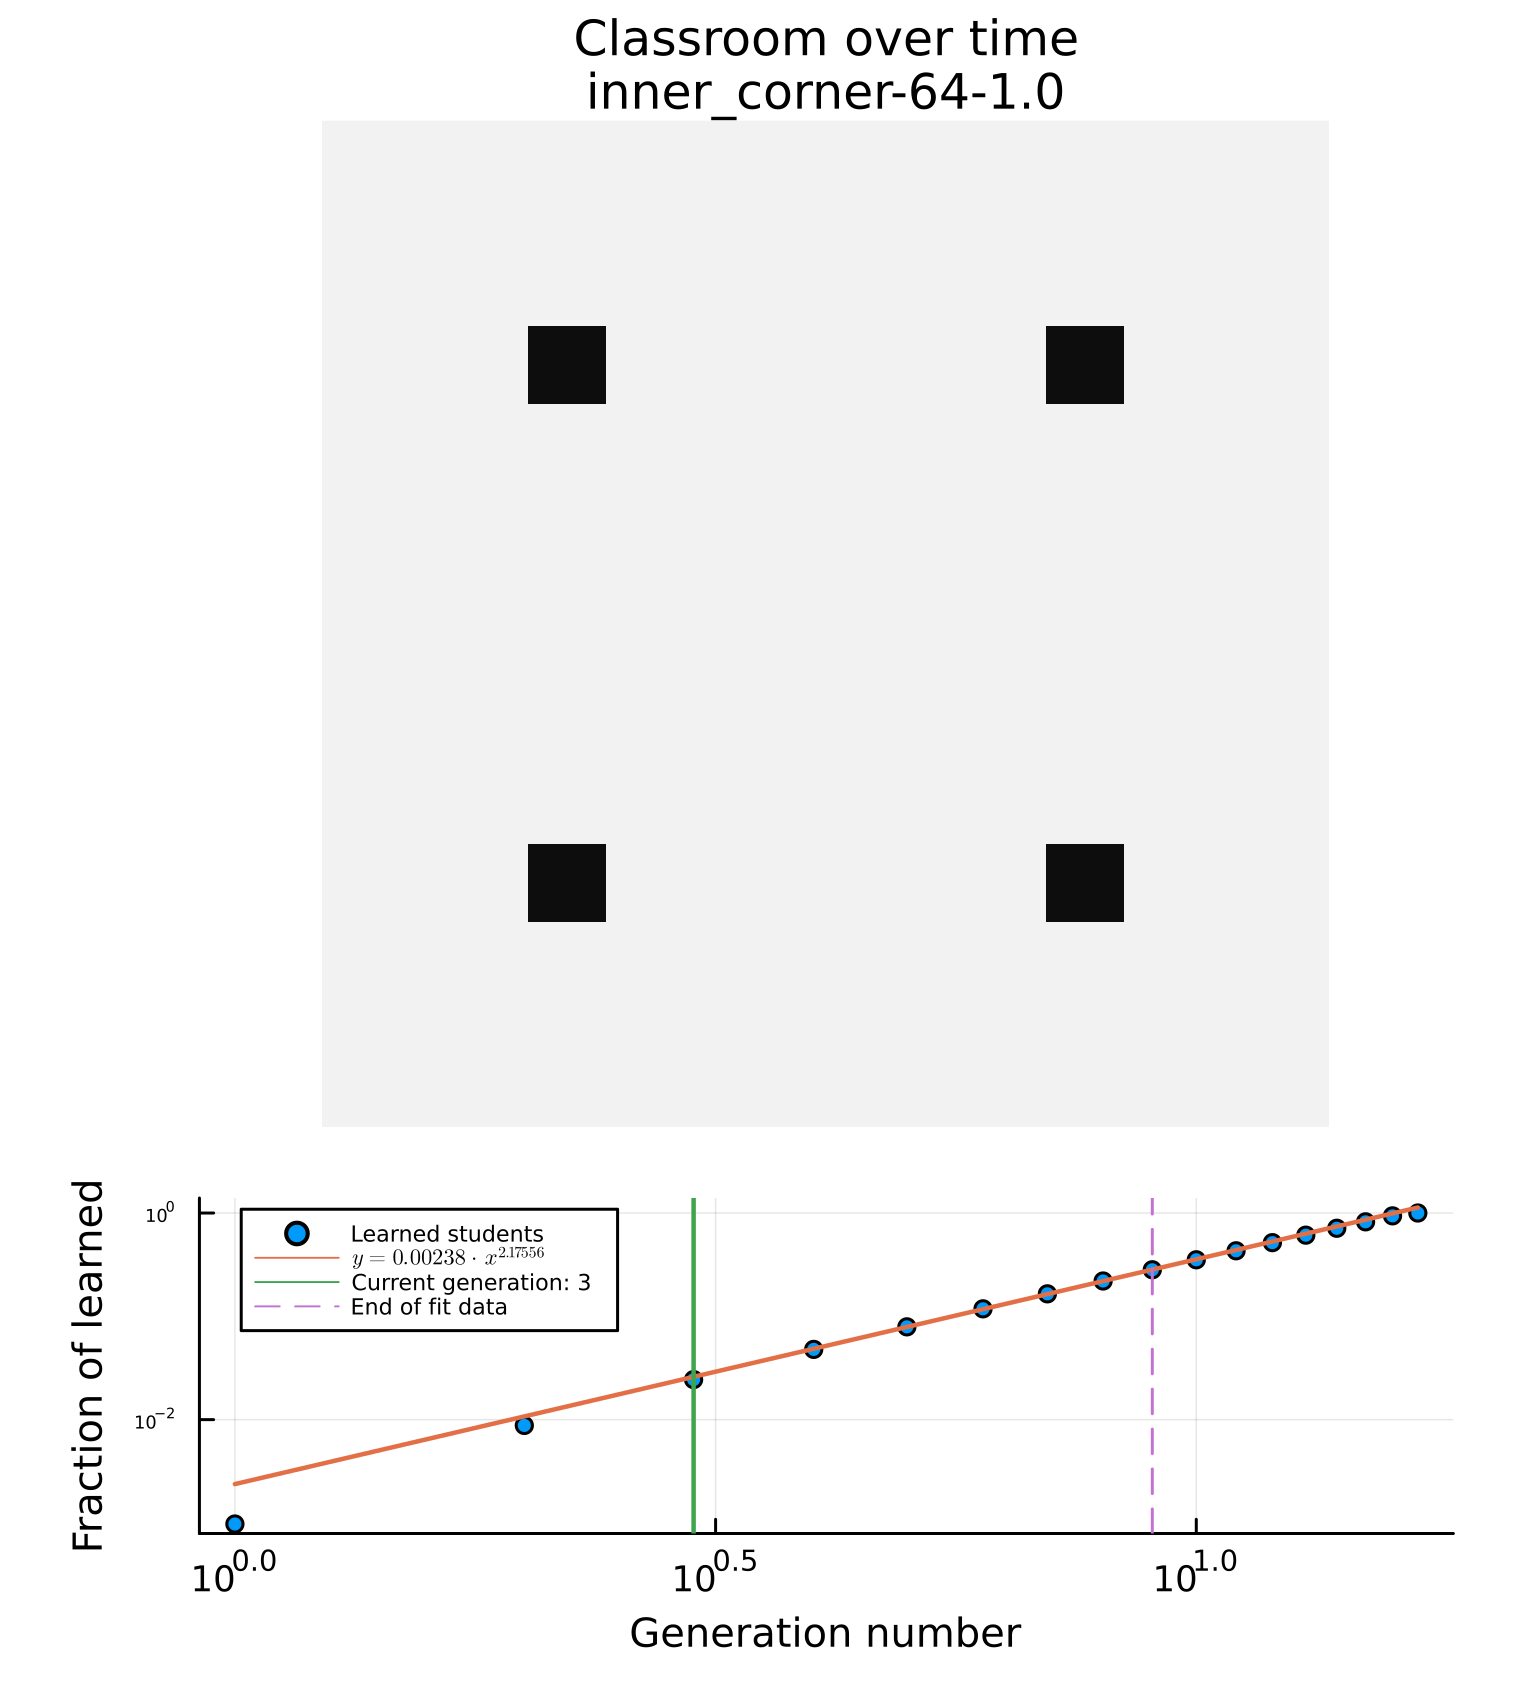 Classroom over time
inner_corner-64-1.0
Fraction of learned
10^0
10^−2
Learned students
y = 0.00238 · x^2.17556
Current generation: 3
End of fit data
10^0.0
10^0.5
10^1.0
Generation number